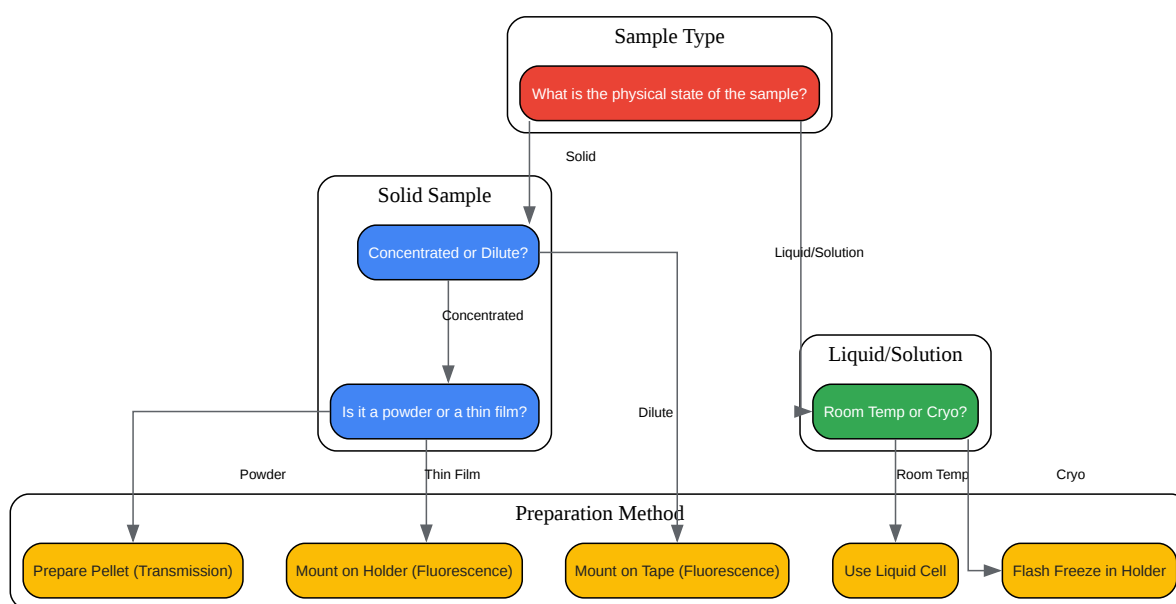 Sample Type
What is the physical state of the sample?
Solid
Solid Sample
Concentrated or Dilute?
Liquid/Solution
Concentrated
Liquid/Solution
Is it a powder or a thin film?
Dilute
Room Temp or Cryo?
Powder
Thin Film
Room Temp
Cryo
Preparation Method
Prepare Pellet (Transmission)
Mount on Holder (Fluorescence)
Mount on Tape (Fluorescence)
Use Liquid Cell
Flash Freeze in Holder